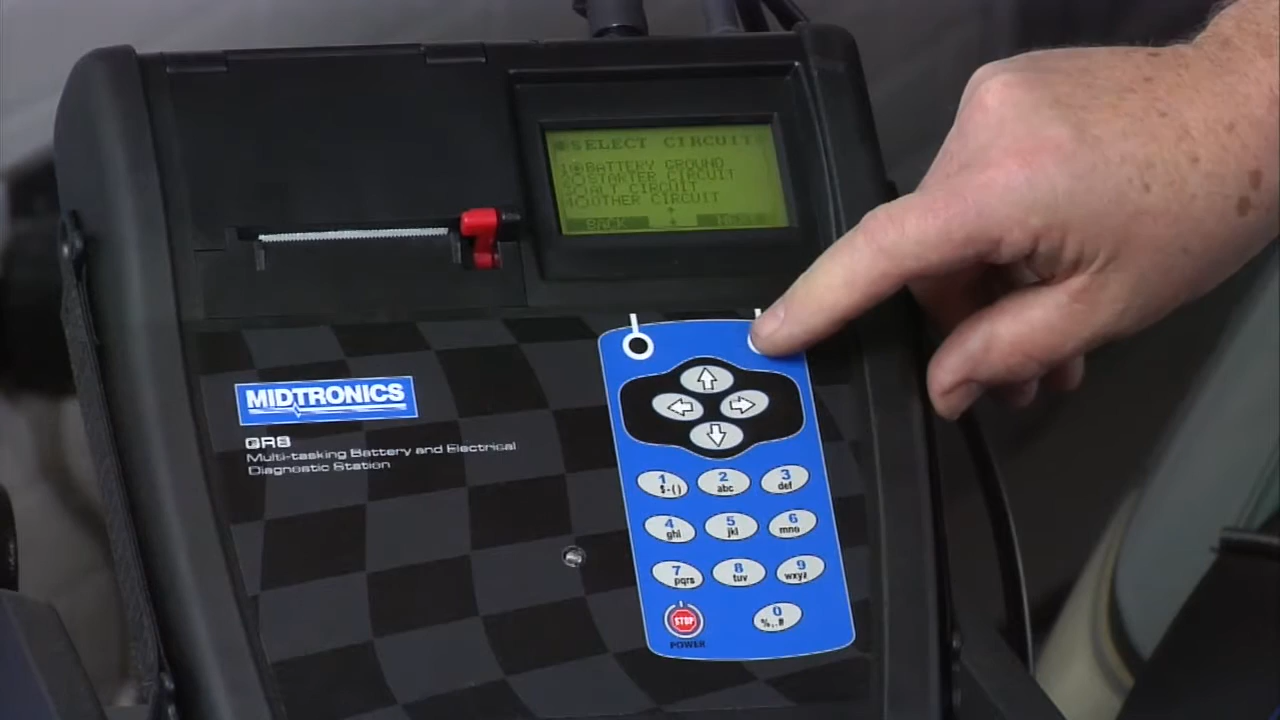 SELECT CIRCUIT
1 BATTERY GROUND
2 STARTER CIRCUIT
3 ALT CIRCUIT
4 OTHER CIRCUIT
BACK
MIDTRONICS
GR8
Multi-tasking Battery and Electrical
Diagnostic Station
1 2 3
$-() abc def
4 5 6
ghi jkl mno
7 8 9
pqrs tuv wxyz
STOP 0
%,.#
POWER